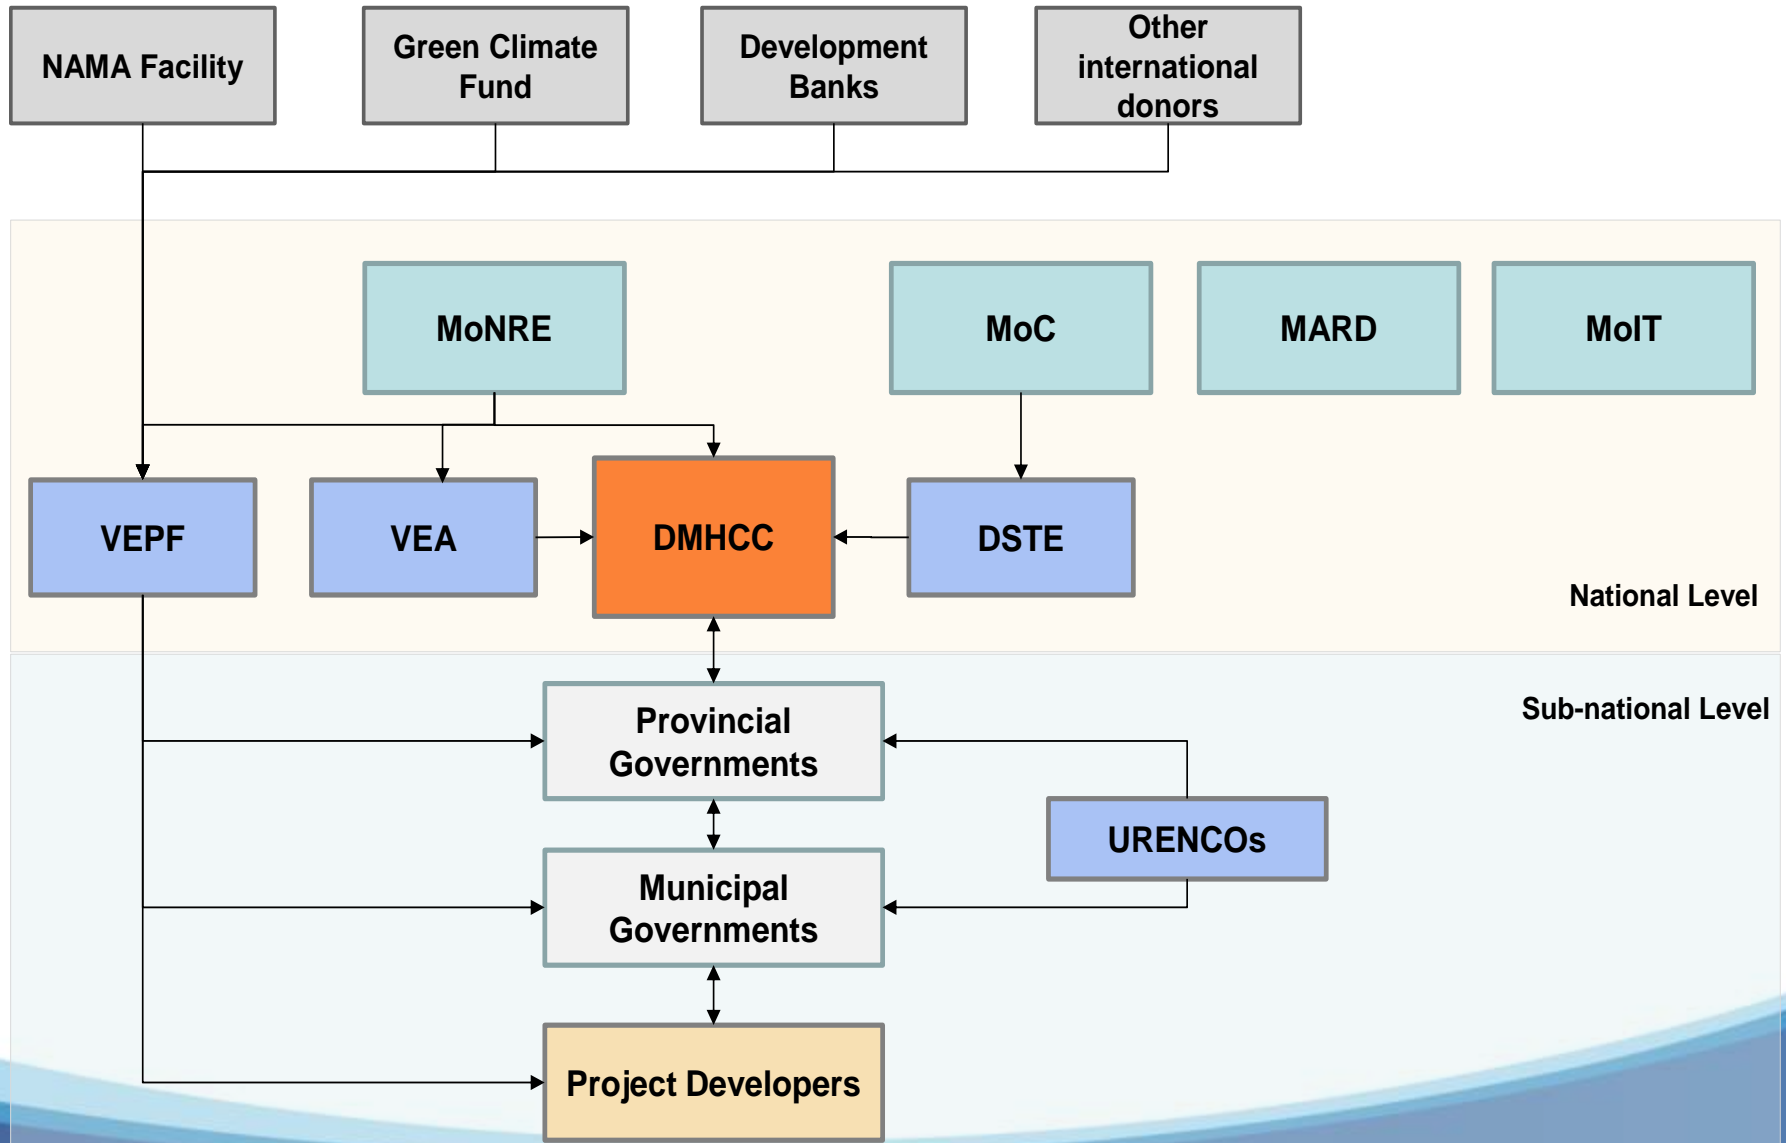 NAMA Facility
Green Climate
Fund
Development
Banks
Other
international
donors
MoNRE
MoC
MARD
MoIT
VEPF
VEA
DMHCC
DSTE
National Level
Sub-national Level
Provincial
Governments
URENCOs
Municipal
Governments
Project Developers